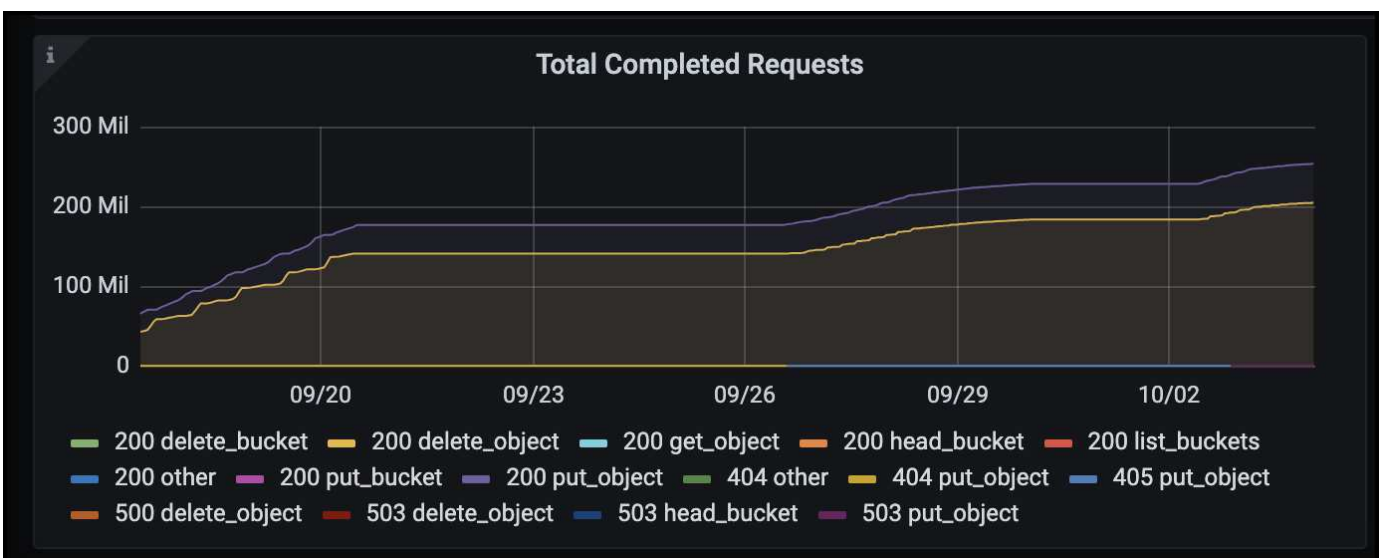 i
Total Completed Requests
300 Mil
200 Mil
100 Mil
0
09/20 09/23 09/26 09/29 10/02
200 delete_bucket 200 delete_object 200 get_object 200 head_bucket 200 list_buckets
200 other 200 put_bucket 200 put_object 404 other 404 put_object 405 put_object
500 delete_object 503 delete_object 503 head_bucket 503 put_object